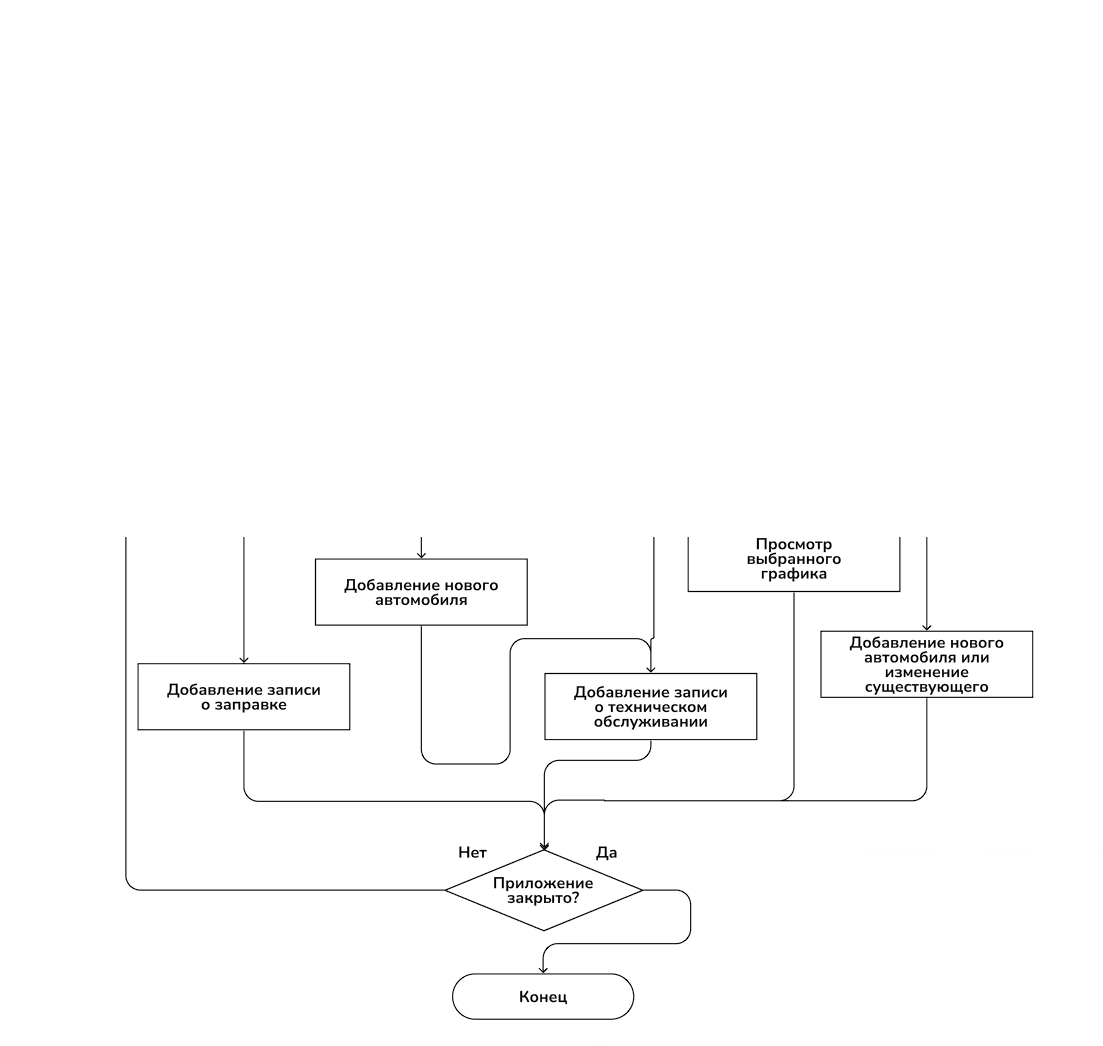 Просмотр
выбранного
графика
Добавление нового
автомобиля
Добавление нового
автомобиля или
изменение
существующего
Добавление записи
о заправке
Добавление записи
о техническом
обслуживании
Нет
Да
Приложение
закрыто?
Конец